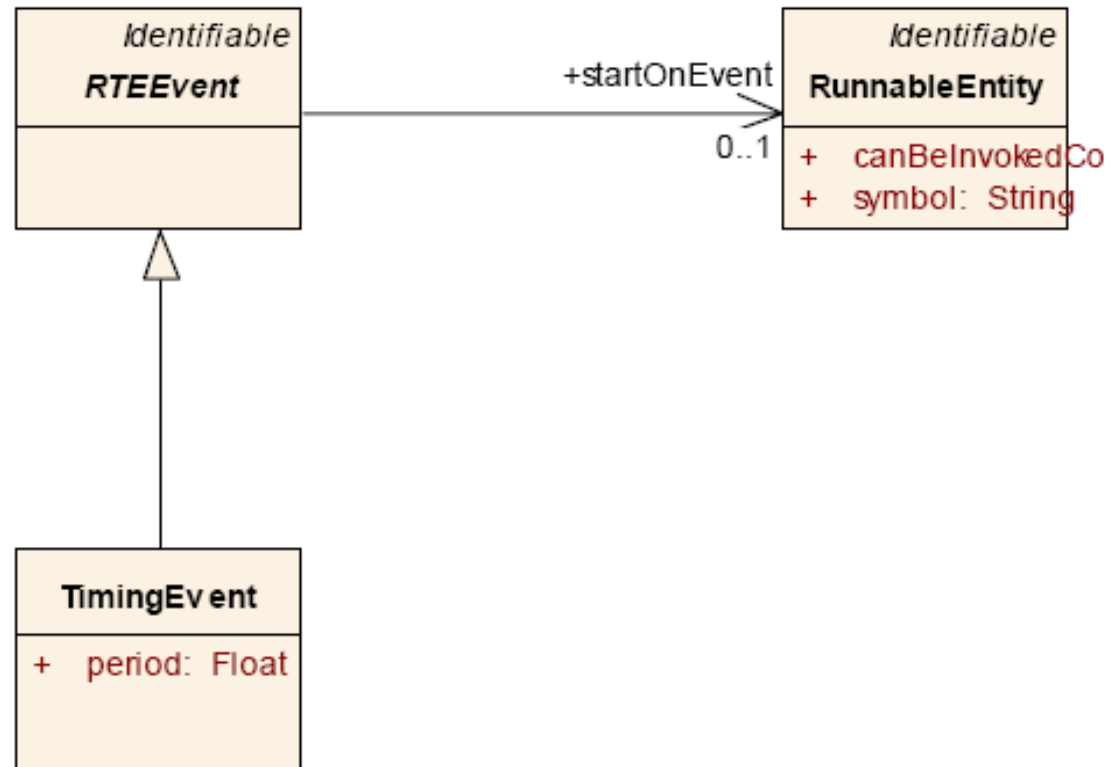 Identifiable
RTEEvent
+startOnEvent
0..1
Identifiable
RunnableEntity
+ canBeInvokedCo
+ symbol: String
TimingEvent
+ period: Float